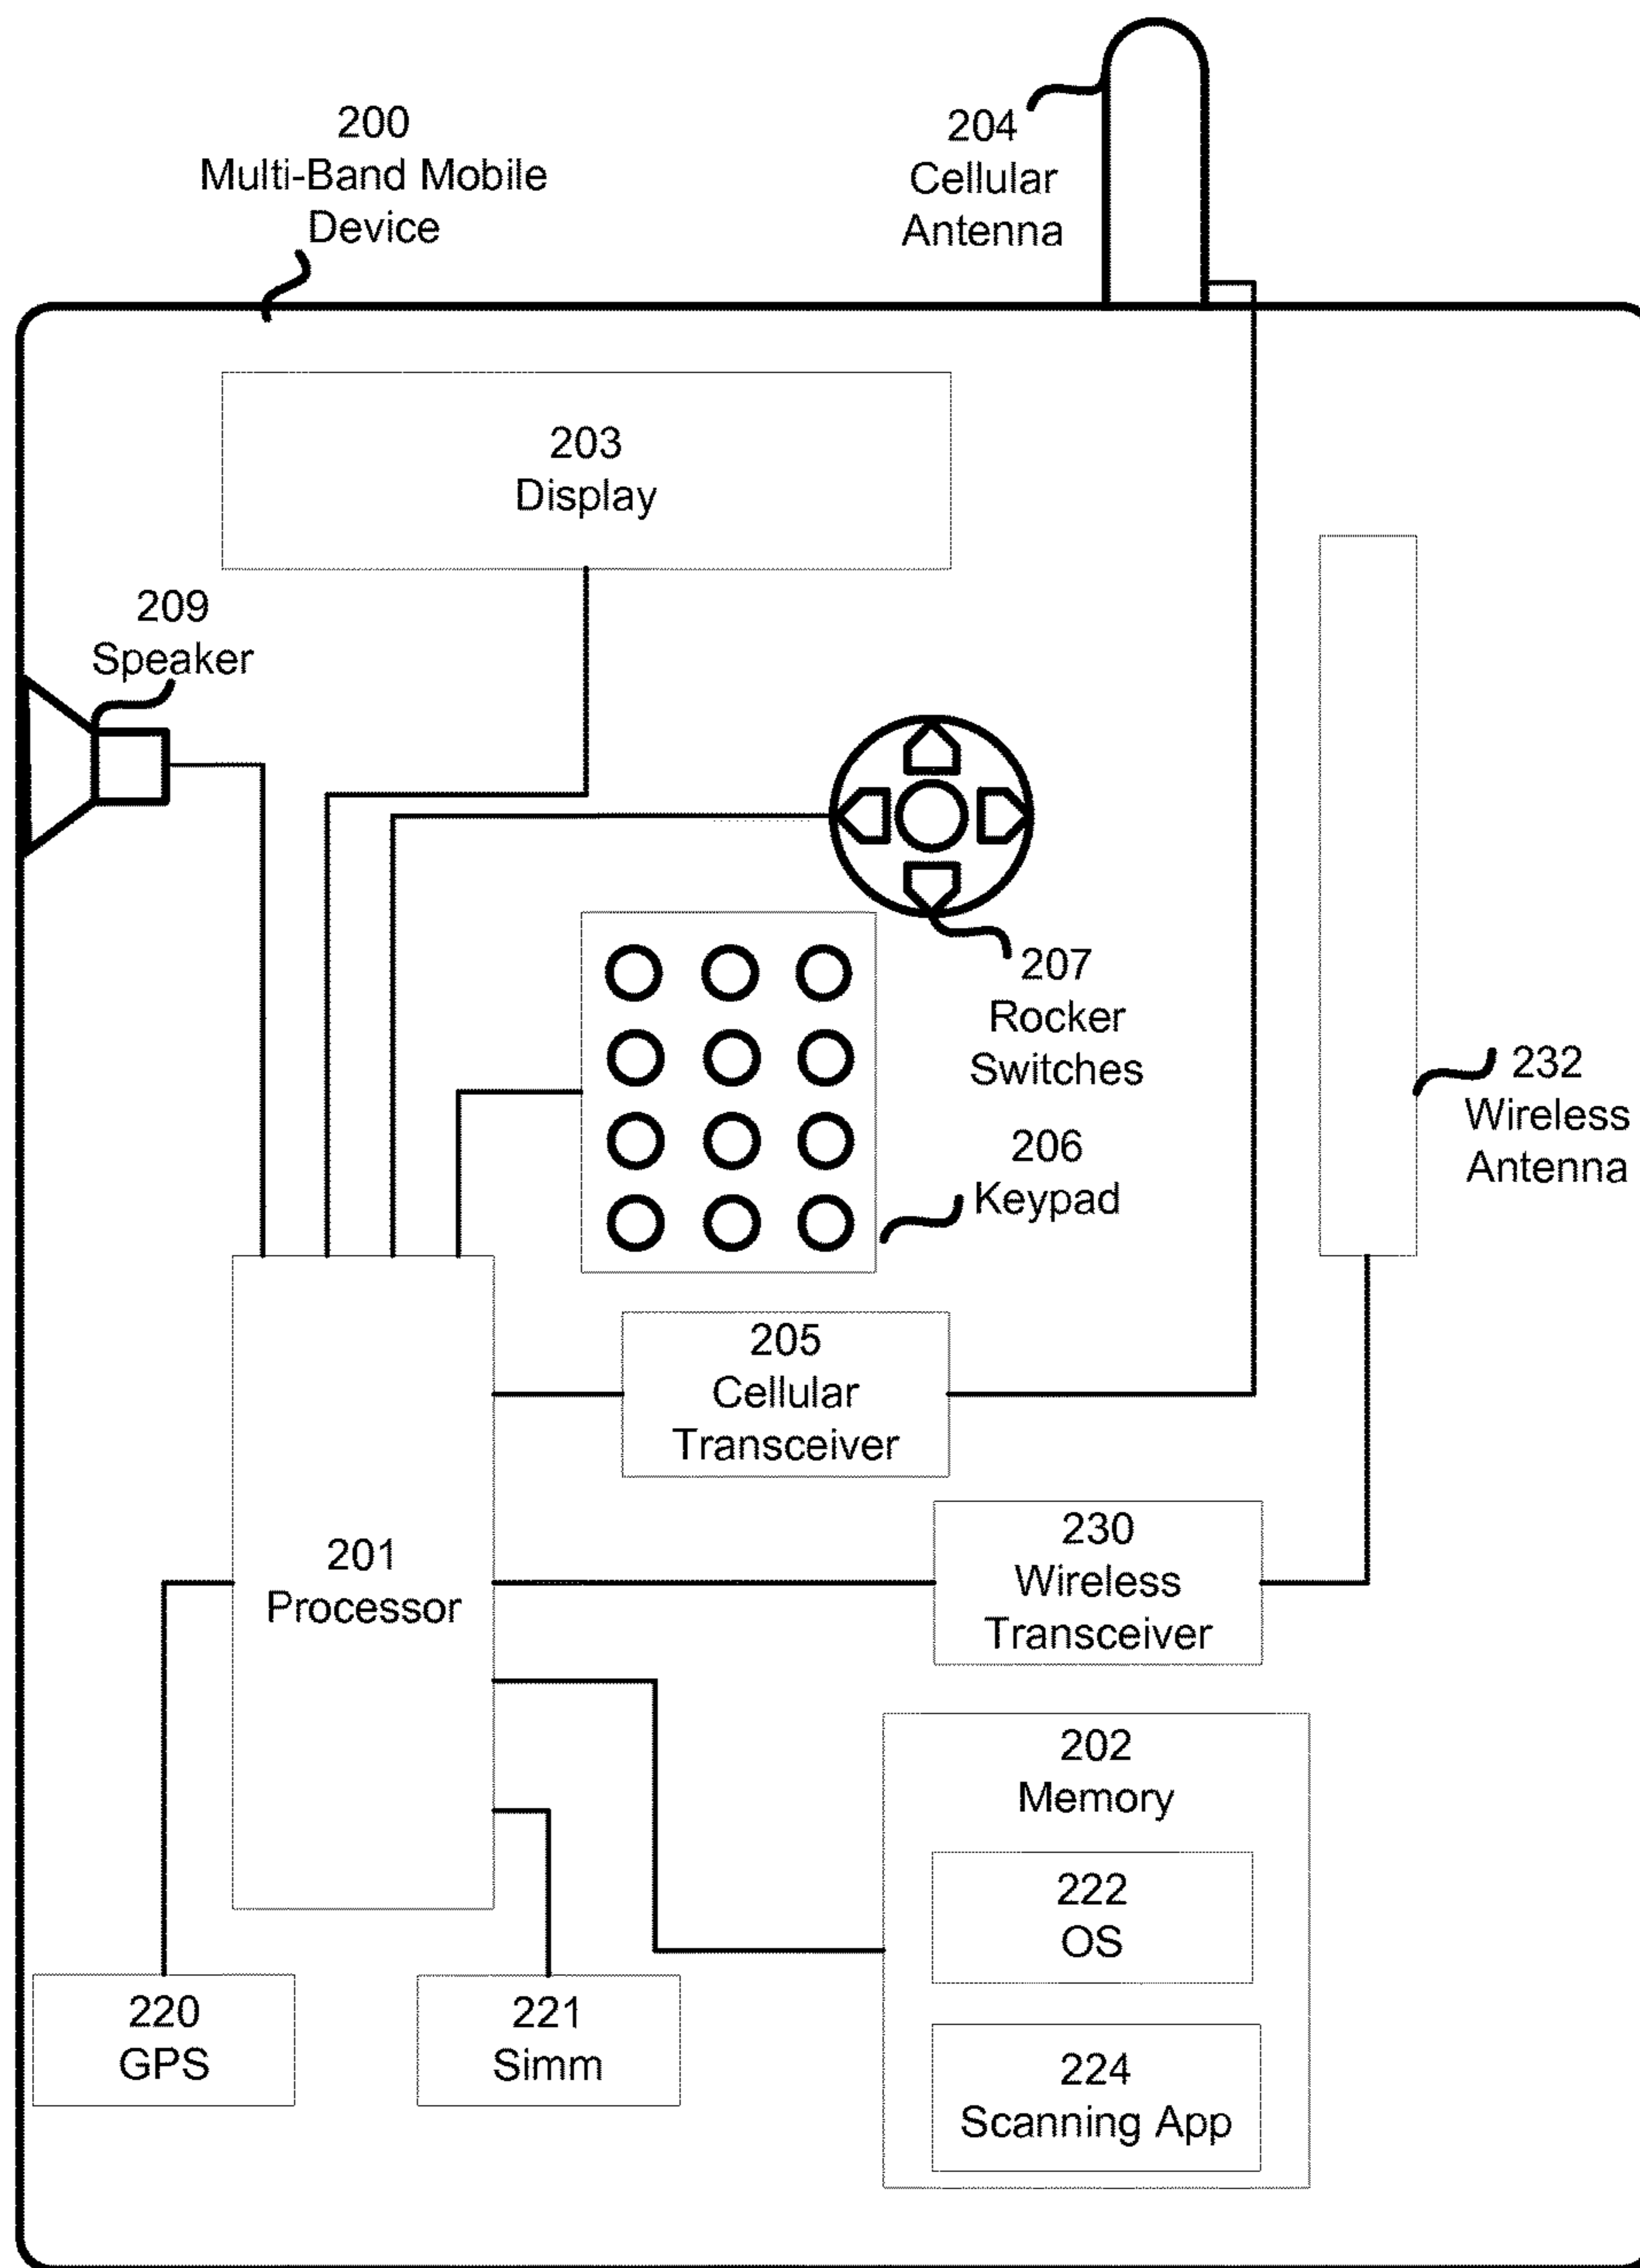 200
Multi-Band Mobile
Device
204
Cellular
Antenna
203
Display
209
Speaker
207
Rocker
Switches
232
Wireless
Antenna
206
Keypad
205
Cellular
Transceiver
230
Wireless
Transceiver
201
Processor
202
Memory
222
OS
220
GPS
221
Simm
224
Scanning App